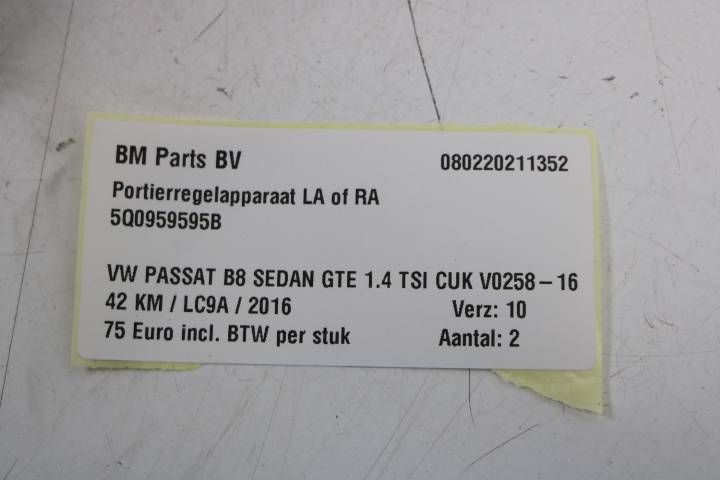 BM Parts BV 080220211352
Portierregelapparaat LA of RA
5Q0959595B
VW PASSAT B8 SEDAN GTE 1.4 TSI CUK V0258-16
42 KM / LC9A / 2016 Verz: 10
75 Euro incl. BTW per stuk Aantal: 2